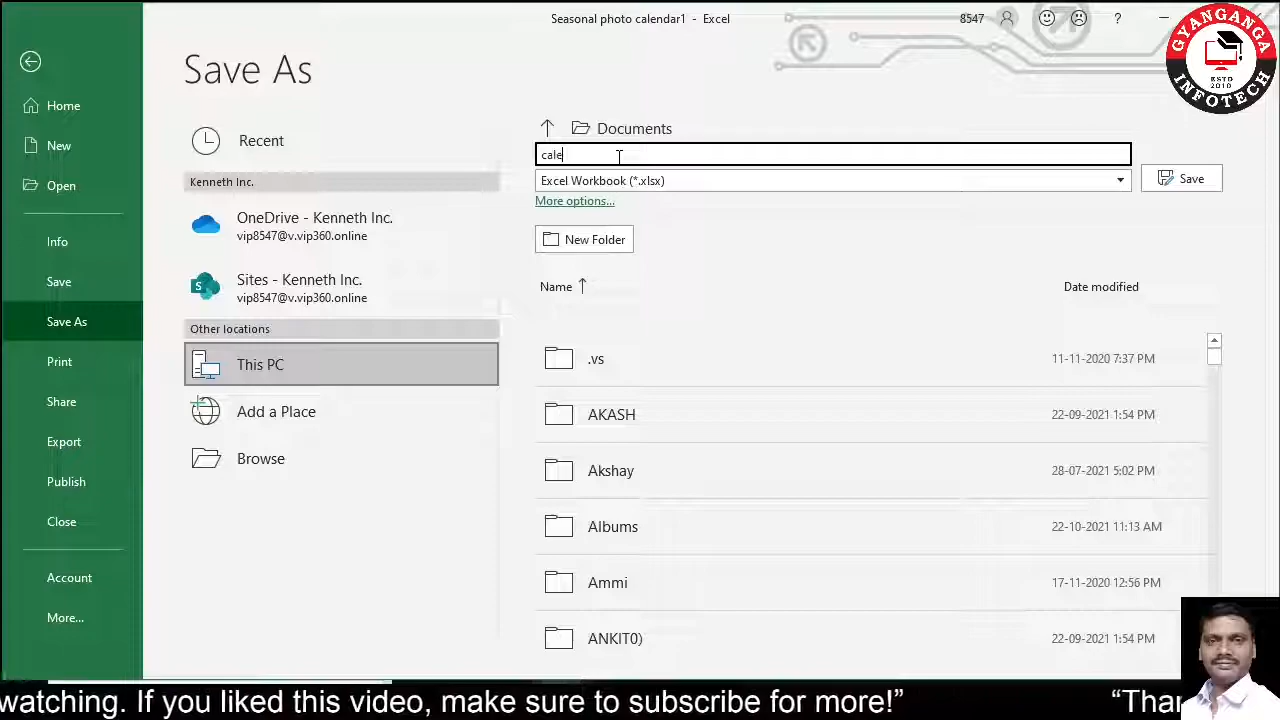 Seasonal photo calendar1 - Excel
8547
?
GYANGANGA
ESTD
2010
INFOTECH
Save As
Home
New
Open
Info
Save
Save As
Print
Share
Export
Publish
Close
Account
More...
Recent
Kenneth Inc.
OneDrive - Kenneth Inc.
vip8547@v.vip360.online
Sites - Kenneth Inc.
vip8547@v.vip360.online
Other locations
This PC
Add a Place
Browse
Documents
cale
Excel Workbook (*.xlsx)
Save
More options...
New Folder
Name Date modified
.vs 11-11-2020 7:37 PM
AKASH 22-09-2021 1:54 PM
Akshay 28-07-2021 5:02 PM
Albums 22-10-2021 11:13 AM
Ammi 17-11-2020 12:56 PM
ANKIT0) 22-09-2021 1:54 PM
watching. If you liked this video, make sure to subscribe for more!” “Than